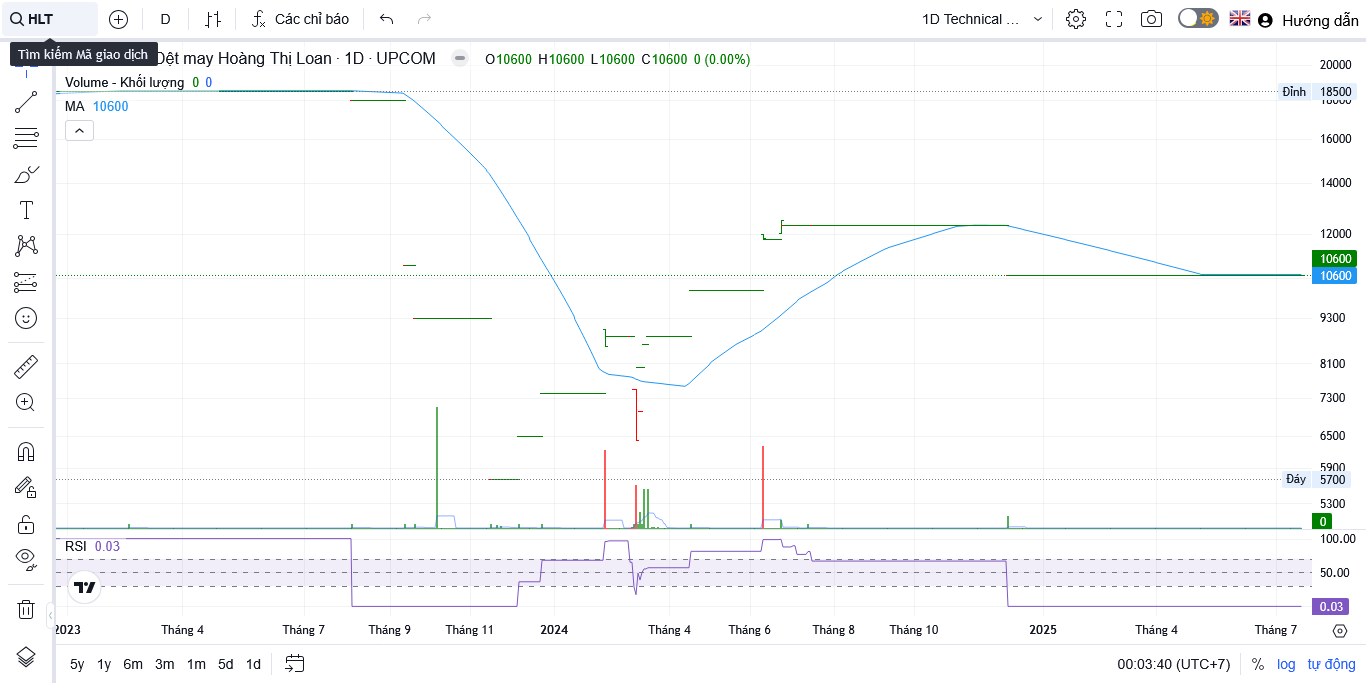 HLT
D
Các chỉ báo
1D Technical ...
Hướng dẫn
Tìm kiếm Mã giao dịch
Dệt may Hoàng Thị Loan · 1D · UPCOM
O10600 H10600 L10600 C10600 0 (0.00%)
Volume - Khối lượng 0 0
MA 10600
20000
Đỉnh 18500
18000
16000
14000
12000
10600
10600
9300
8100
7300
6500
5900
Đáy 5700
5300
0
RSI 0.03
100.00
50.00
0.03
2023 Tháng 4 Tháng 7 Tháng 9 Tháng 11 2024 Tháng 4 Tháng 6 Tháng 8 Tháng 10 2025 Tháng 4 Tháng 7
5y 1y 6m 3m 1m 5d 1d
00:03:40 (UTC+7) % log tự động